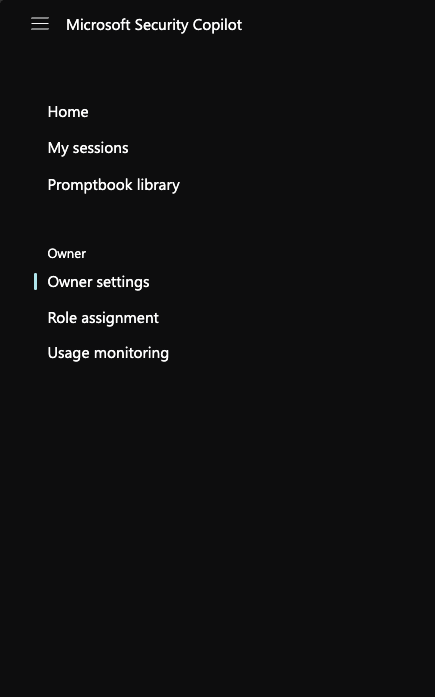 Microsoft Security Copilot
Home
My sessions
Promptbook library
Owner
Owner settings
Role assignment
Usage monitoring